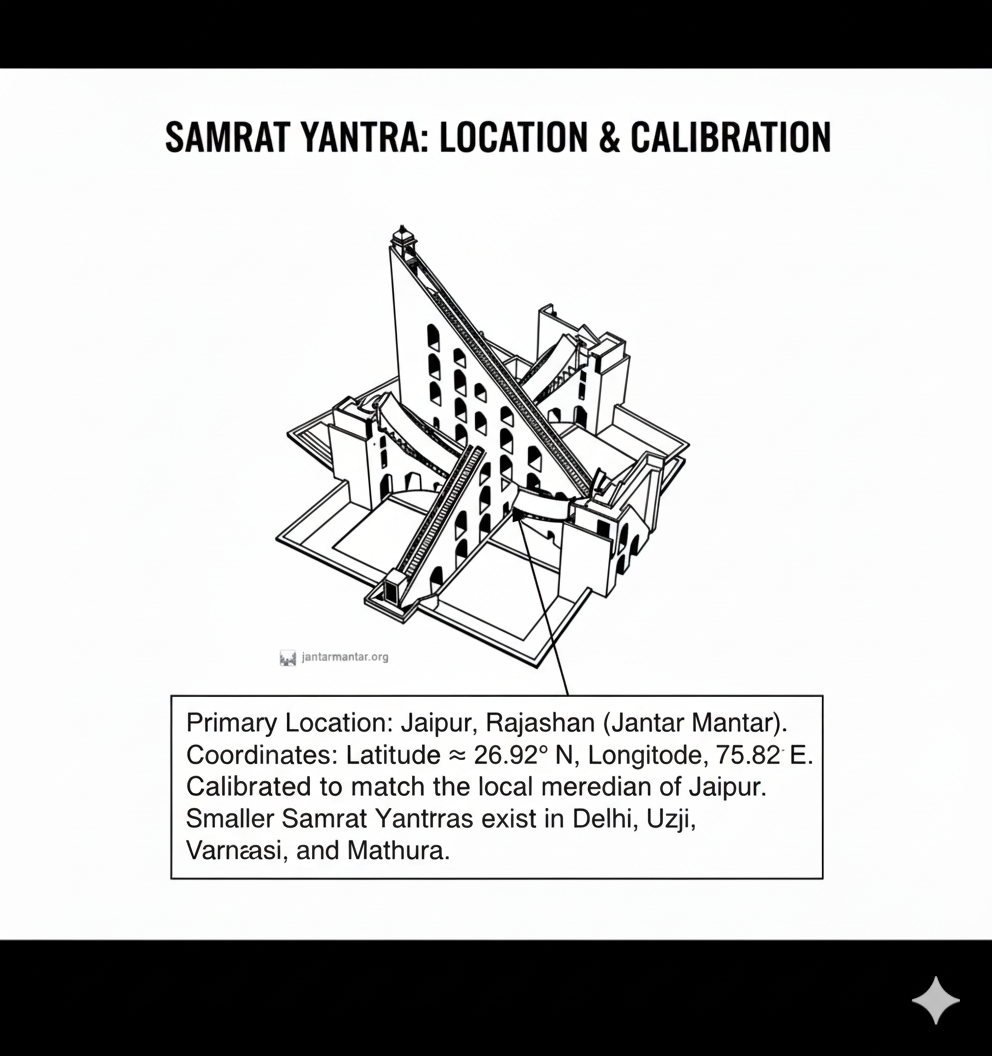 SAMRAT YANTRA: LOCATION & CALIBRATION
jantarmantar.org
Primary Location: Jaipur, Rajashan (Jantar Mantar).
Coordinates: Latitude ≈ 26.92° N, Longitode, 75.82 E.
Calibrated to match the local meredian of Jaipur.
Smaller Samrat Yantrras exist in Delhi, Uzji,
and Mathura.